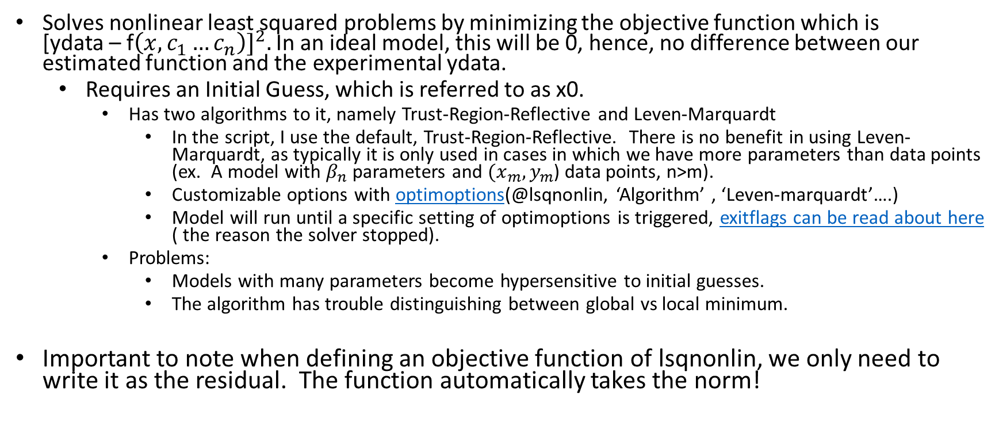 • Solves nonlinear least squared problems by minimizing the objective function which is
[ydata – f(x, c₁ … cₙ)]². In an ideal model, this will be 0, hence, no difference between our
estimated function and the experimental ydata.
• Requires an Initial Guess, which is referred to as x0.
• Has two algorithms to it, namely Trust-Region-Reflective and Leven-Marquardt
• In the script, I use the default, Trust-Region-Reflective. There is no benefit in using Leven-
Marquardt, as typically it is only used in cases in which we have more parameters than data points
(ex. A model with βₙ parameters and (xₘ, yₘ) data points, n>m).
• Customizable options with optimoptions(@lsqnonlin, ‘Algorithm’ , ‘Leven-marquardt’….)
• Model will run until a specific setting of optimoptions is triggered, exitflags can be read about here
( the reason the solver stopped).
• Problems:
• Models with many parameters become hypersensitive to initial guesses.
• The algorithm has trouble distinguishing between global vs local minimum.
• Important to note when defining an objective function of lsqnonlin, we only need to
write it as the residual. The function automatically takes the norm!